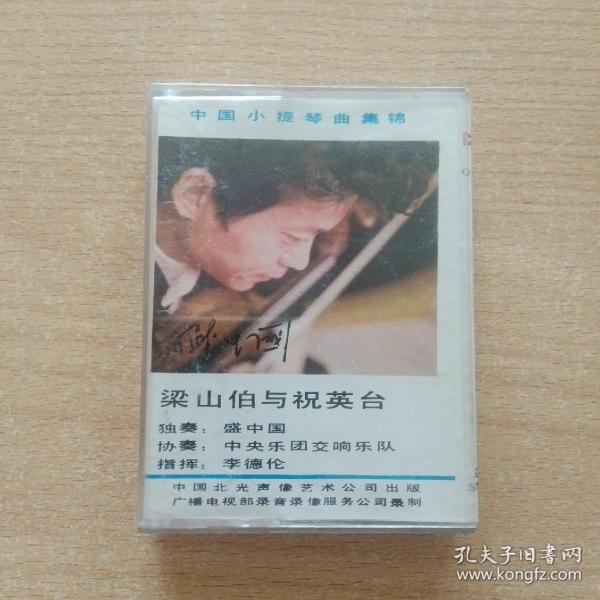 中国小提琴曲集锦
梁山伯与祝英台
独奏：盛中国
协奏：中央乐团交响乐队
指挥：李德伦
中国北光声像艺术公司出版
广播电视部录音录像服务公司录制
孔夫子旧书网
www.kongfz.com